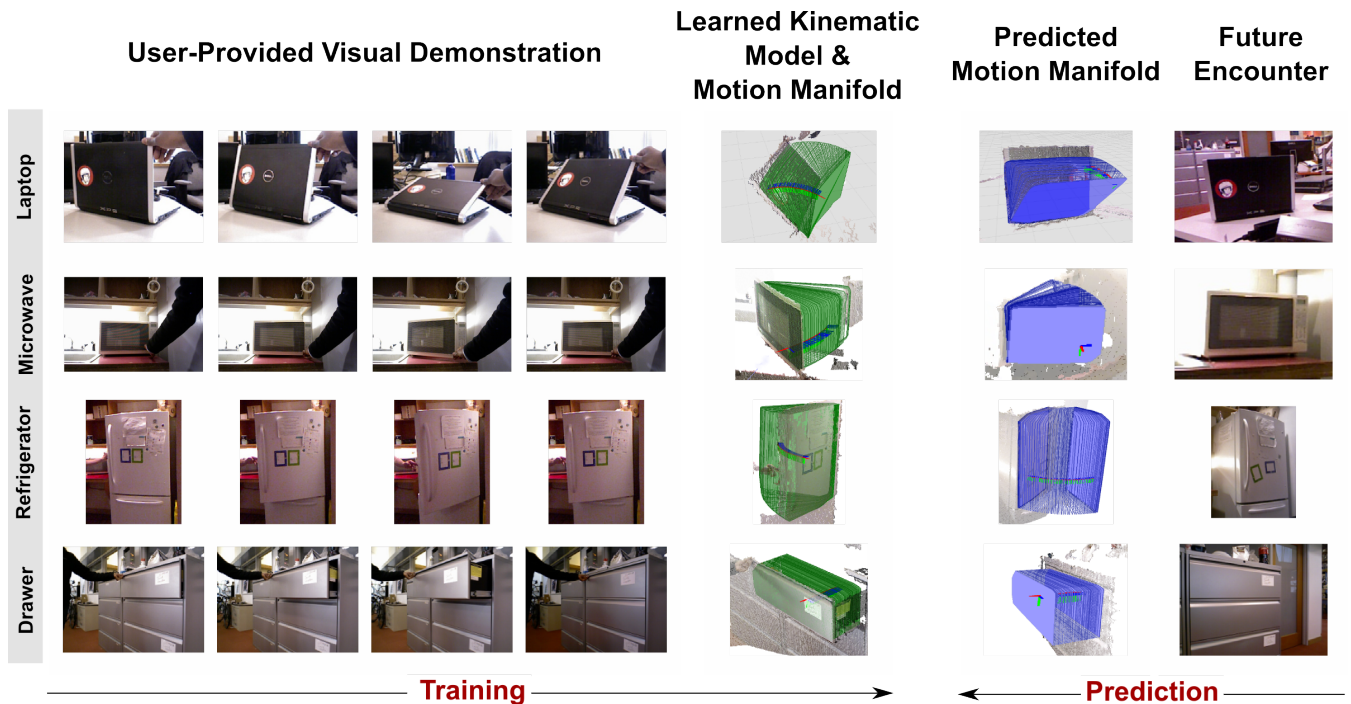 User-Provided Visual Demonstration
Learned Kinematic
Model &
Motion Manifold
Predicted
Motion Manifold
Future
Encounter
Laptop
Microwave
Refrigerator
Drawer
Training
Prediction